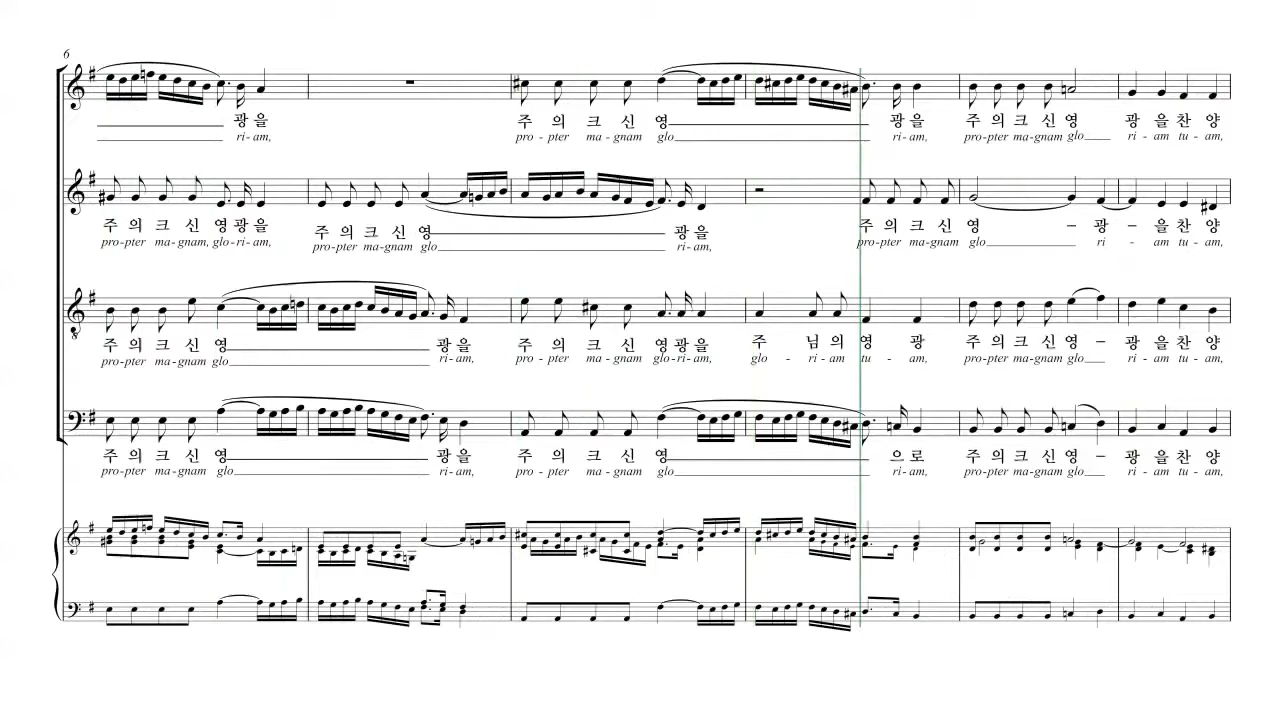 6
광을 주의크신영 광을 주의크신영 광을찬양
ri-am, pro-pter ma-gnam glo ri-am, pro-pter ma-gnam glo ri-am tu-am,
주의크신영광을 주의크신영 광을 주의크신영 - 광 - 을찬양
pro-pter ma-gnam, glo-ri-am, pro-pter ma-gnam glo ri-am, pro-pter ma-gnam glo ri - am tu-am,
주의크신영 광을 주의크신영광을 주 님의영 광 주의크신영 - 광을찬양
pro-pter ma-gnam glo ri-am, pro-pter ma-gnam glo-ri-am, glo - ri-am tu - am, pro-pter ma-gnam glo ri-am tu-am,
주의크신영 광을 주의크신영 으로 주의크신영 - 광을찬양
pro-pter ma-gnam glo ri-am, pro-pter ma-gnam glo ri-am, pro-pter ma-gnam glo ri-am tu-am,